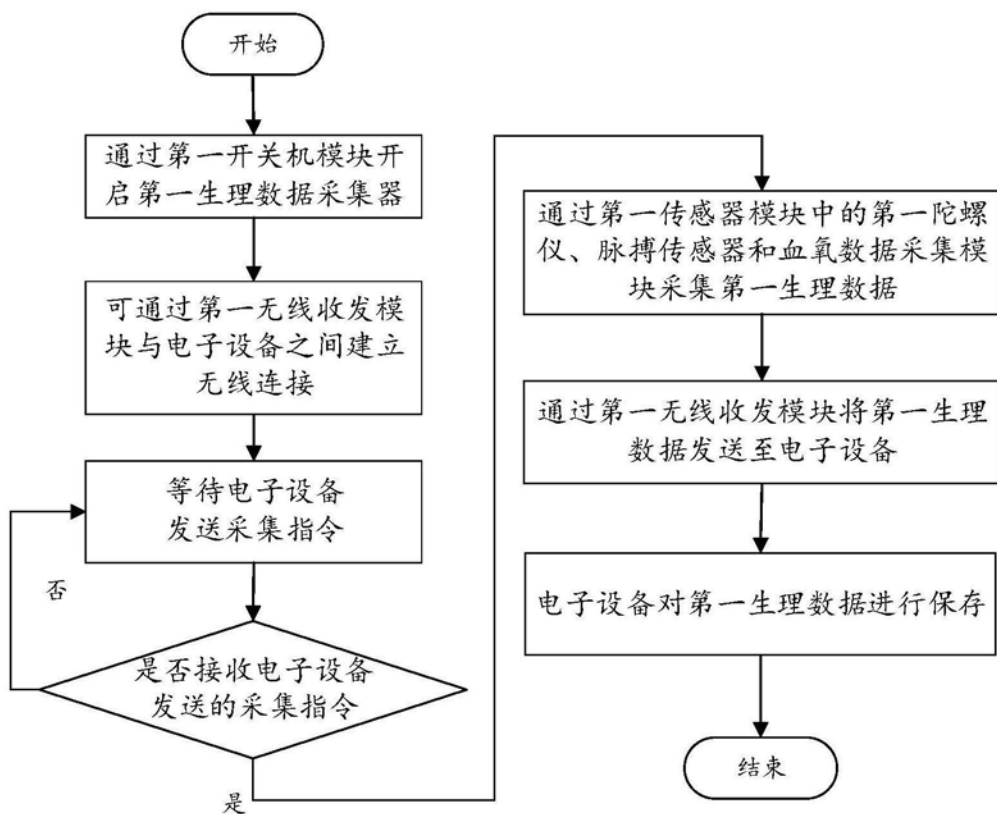 开始
通过第一开关机模块开
启第一生理数据采集器
可通过第一无线收发模
块与电子设备之间建立
无线连接
等待电子设备
发送采集指令
否
是否接收电子设备
发送的采集指令
是
通过第一传感器模块中的第一陀螺
仪、脉搏传感器和血氧数据采集模
块采集第一生理数据
通过第一无线收发模块将第一生理
数据发送至电子设备
电子设备对第一生理数据进行保存
结束